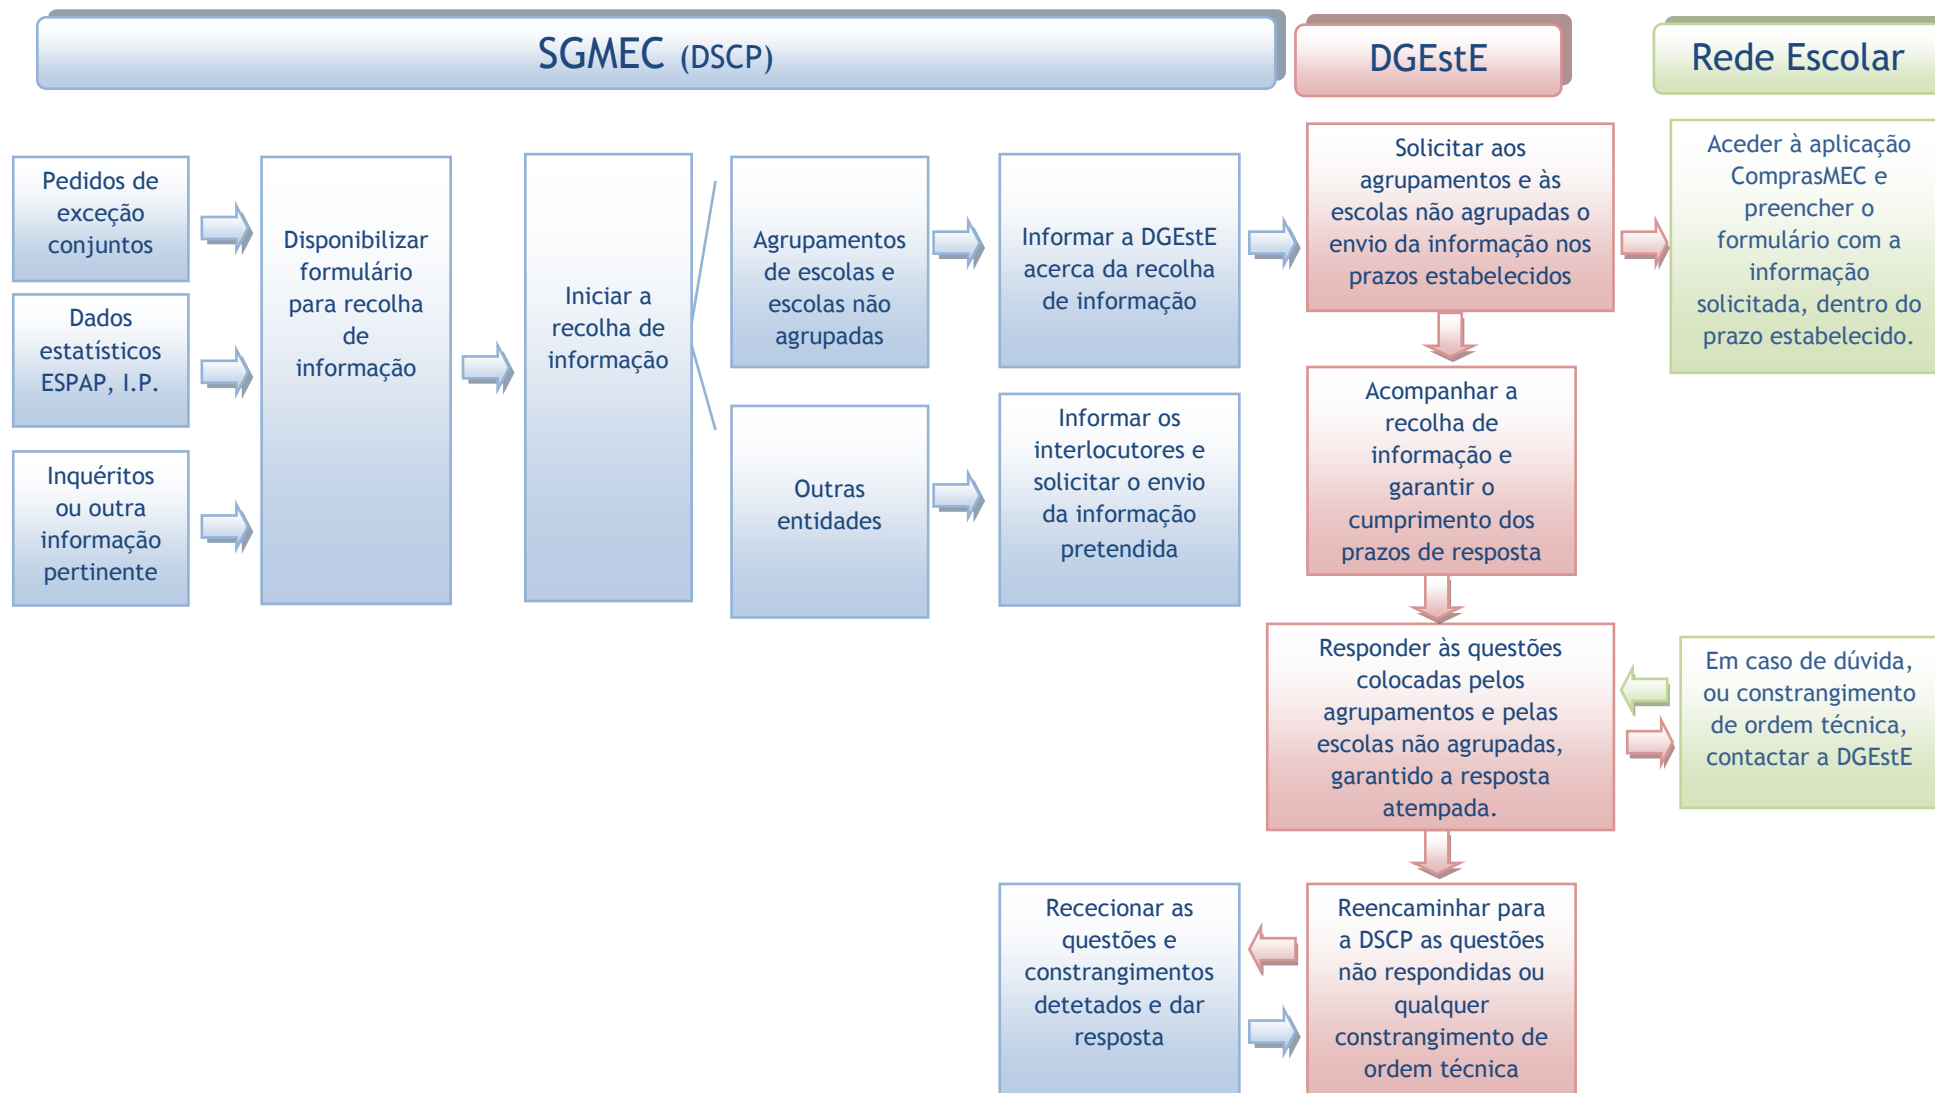 SGMEC (DSCP)
DGEstE
Rede Escolar
Pedidos de
exceção
conjuntos
Dados
estatísticos
ESPAP, I.P.
Inquéritos
ou outra
informação
pertinente
Disponibilizar
formulário
para recolha
de
informação
Iniciar a
recolha de
informação
Agrupamentos
de escolas e
escolas não
agrupadas
Outras
entidades
Informar a DGEstE
acerca da recolha
de informação
Informar os
interlocutores e
solicitar o envio
da informação
pretendida
Solicitar aos
agrupamentos e às
escolas não agrupadas o
envio da informação nos
prazos estabelecidos
Aceder à aplicação
ComprasMEC e
preencher o
formulário com a
informação
solicitada, dentro do
prazo estabelecido.
Acompanhar a
recolha de
informação e
garantir o
cumprimento dos
prazos de resposta
Responder às questões
colocadas pelos
agrupamentos e pelas
escolas não agrupadas,
garantido a resposta
atempada.
Em caso de dúvida,
ou constrangimento
de ordem técnica,
contactar a DGEstE
Rececionar as
questões e
constrangimentos
detetados e dar
resposta
Reencaminhar para
a DSCP as questões
não respondidas ou
qualquer
constrangimento de
ordem técnica